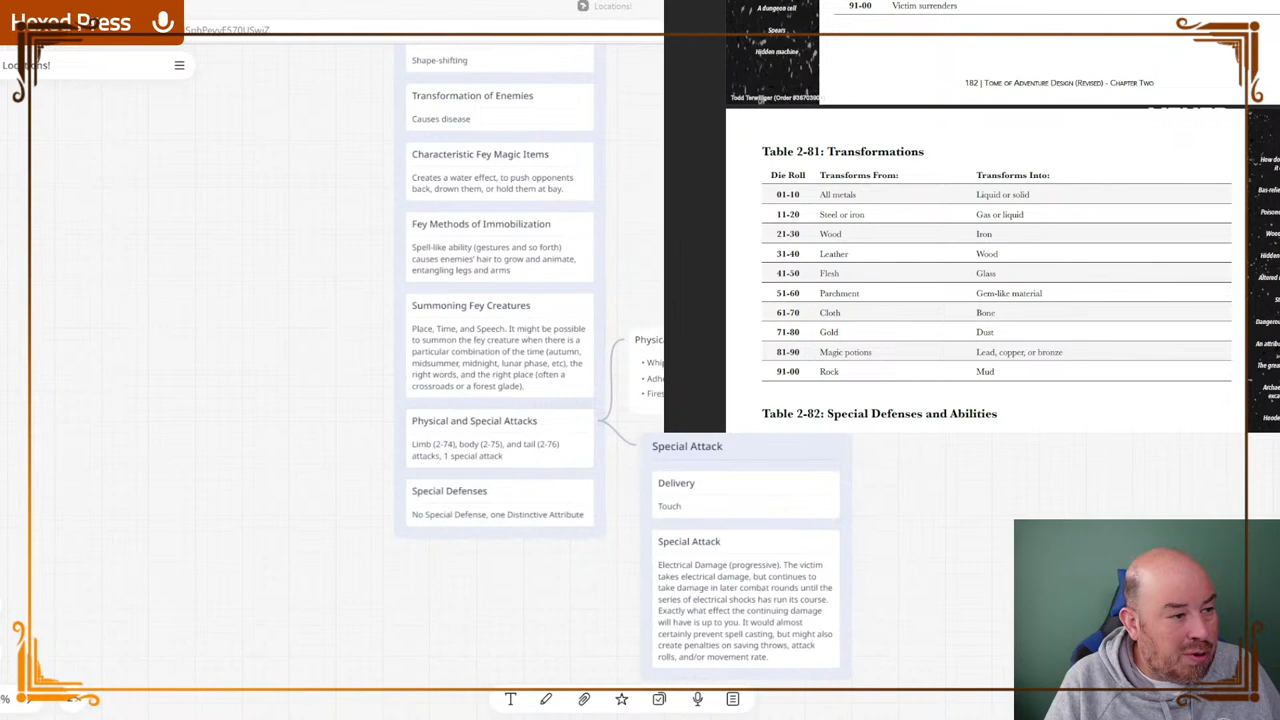 Hexed Press
Locations!
Shape-shifting
Transformation of Enemies
Causes disease
Characteristic Fey Magic Items
Creates a water effect, to push opponents
back, drown them, or hold them at bay.
Fey Methods of Immobilization
Spell-like ability (gestures and so forth)
causes enemies' hair to grow and animate,
entangling legs and arms
Summoning Fey Creatures
Place, Time, and Speech. It might be possible
to summon the fey creature when there is a
particular combination of the time (autumn,
midsummer, midnight, lunar phase, etc), the
right words, and the right place (often a
crossroads or a forest glade).
Physical and Special Attacks
Limb (2-74), body (2-75), and tail (2-76)
attacks, 1 special attack
Special Defenses
No Special Defense, one Distinctive Attribute
Special Attack
Delivery
Touch
Special Attack
Electrical Damage (progressive). The victim
takes electrical damage, but continues to
take damage in later combat rounds until the
series of electrical shocks has run its course.
Exactly what effect the continuing damage
will have is up to you. It would almost
certainly prevent spell casting, but might also
create penalties on saving throws, attack
rolls, and/or movement rate.
A dungeon cell
Spears
Hidden machine
91-00 Victim surrenders
182 | Tome of Adventure Design (Revised) - Chapter Two
Todd Terwilliger (Order
Table 2-81: Transformations
Die Roll Transforms From: Transforms Into:
01-10 All metals Liquid or solid
11-20 Steel or iron Gas or liquid
21-30 Wood Iron
31-40 Leather Wood
41-50 Flesh Glass
51-60 Parchment Gem-like material
61-70 Cloth Bone
71-80 Gold Dust
81-90 Magic potions Lead, copper, or bronze
91-00 Rock Mud
Table 2-82: Special Defenses and Abilities